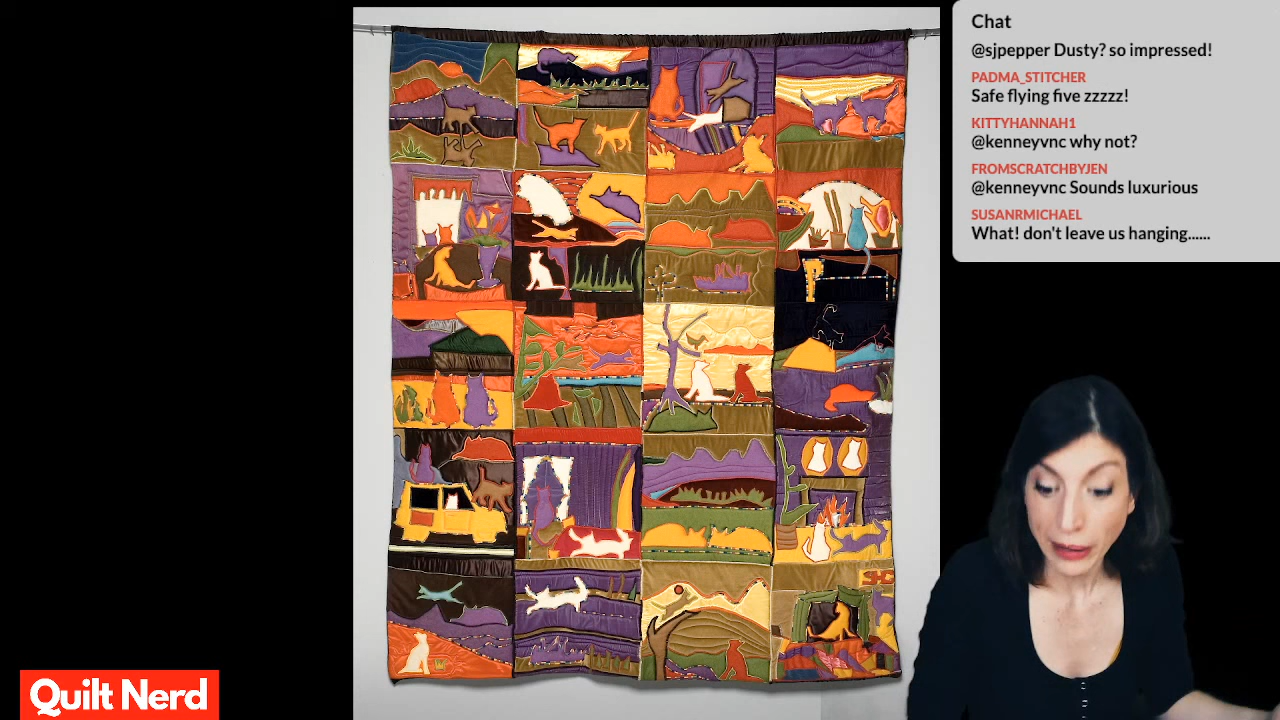 Chat
@sjpepper Dusty? so impressed!
PADMA_STITCHER
Safe flying five zzzzz!
KITTYHANNAH1
@kenneyvnc why not?
FROMSCRATCHBYJEN
@kenneyvnc Sounds luxurious
SUSANRMICHAEL
What! don't leave us hanging......
SHC
Quilt Nerd